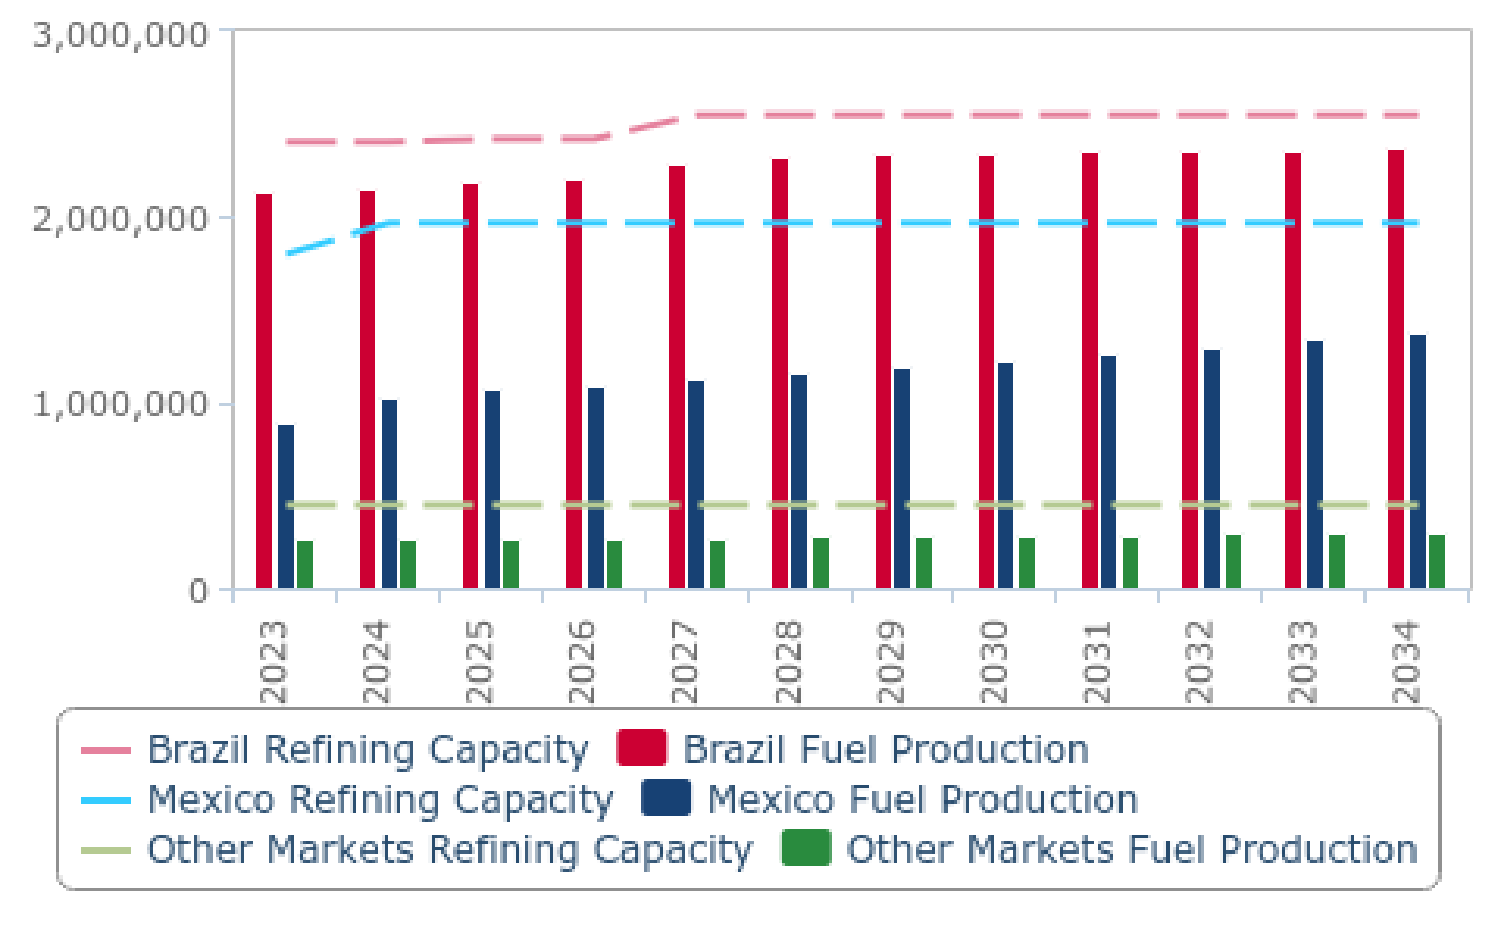 3,000,000
2,000,000
1,000,000
0
2023 2024 2025 2026 2027 2028 2029 2030 2031 2032 2033 2034
Brazil Refining Capacity Brazil Fuel Production
Mexico Refining Capacity Mexico Fuel Production
Other Markets Refining Capacity Other Markets Fuel Production